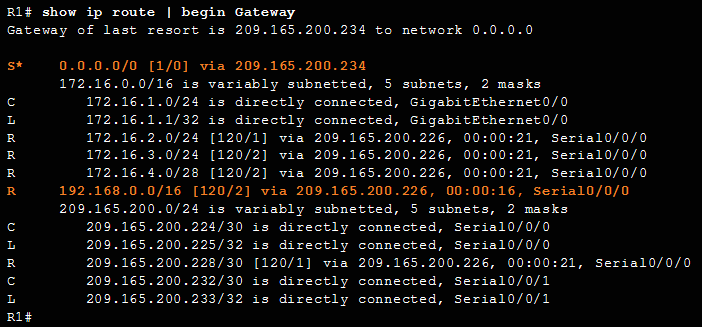 R1# show ip route | begin Gateway
Gateway of last resort is 209.165.200.234 to network 0.0.0.0
S* 0.0.0.0/0 [1/0] via 209.165.200.234
172.16.0.0/16 is variably subnetted, 5 subnets, 2 masks
C 172.16.1.0/24 is directly connected, GigabitEthernet0/0
L 172.16.1.1/32 is directly connected, GigabitEthernet0/0
R 172.16.2.0/24 [120/1] via 209.165.200.226, 00:00:21, Serial0/0/0
R 172.16.3.0/24 [120/2] via 209.165.200.226, 00:00:21, Serial0/0/0
R 172.16.4.0/28 [120/2] via 209.165.200.226, 00:00:21, Serial0/0/0
R 192.168.0.0/16 [120/2] via 209.165.200.226, 00:00:16, Serial0/0/0
209.165.200.0/24 is variably subnetted, 5 subnets, 2 masks
C 209.165.200.224/30 is directly connected, Serial0/0/0
L 209.165.200.225/32 is directly connected, Serial0/0/0
R 209.165.200.228/30 [120/1] via 209.165.200.226, 00:00:21, Serial0/0/0
C 209.165.200.232/30 is directly connected, Serial0/0/1
L 209.165.200.233/32 is directly connected, Serial0/0/1
R1#